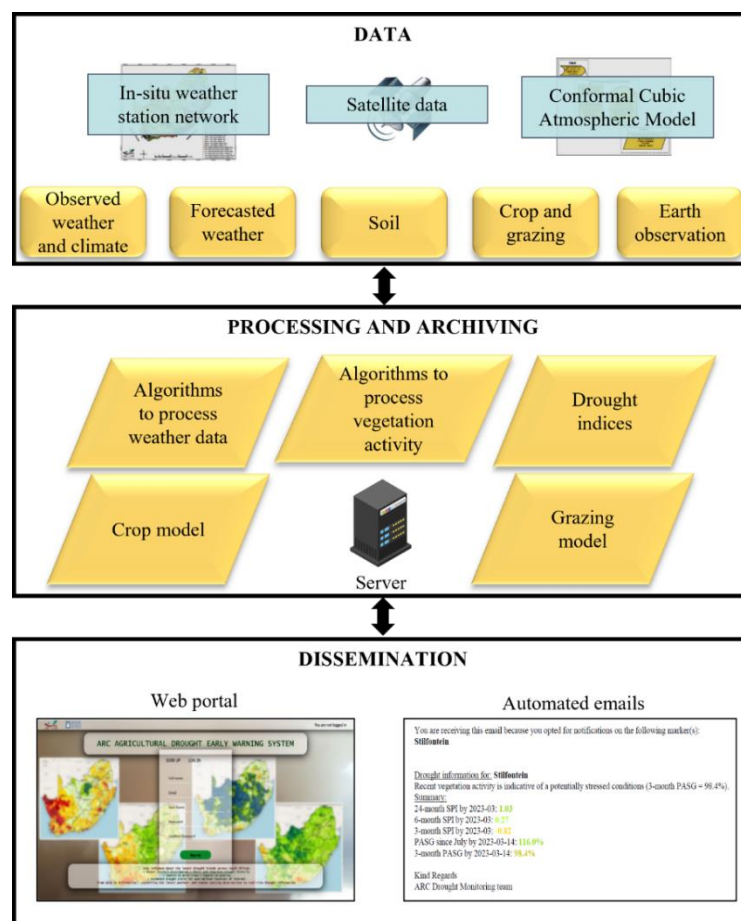 DATA
In-situ weather
station network
Satellite data
Conformal Cubic
Atmospheric Model
Observed
weather
and climate
Forecasted
weather
Soil
Crop and
grazing
Earth
observation
PROCESSING AND ARCHIVING
Algorithms
to process
weather data
Algorithms to
process
vegetation
activity
Drought
indices
Crop model
Server
Grazing
model
DISSEMINATION
Web portal
Automated emails
ARC AGRICULTURAL DROUGHT EARLY WARNING SYSTEM
You are receiving this email because you opted for notifications on the following marker(s):
Stilfontein
Drought information for: Stilfontein
Recent vegetation activity is indicative of a potentially stressed conditions (3-month PASG = 98.4%).
Summary:
24-month SPI by 2023-03: 1.03
6-month SPI by 2023-03: 0.27
3-month SPI by 2023-03:
PASG since July by 2023-03-14: 116.0%
3-month PASG by 2023-03-14: 98.4%
Kind Regards
ARC Drought Monitoring team